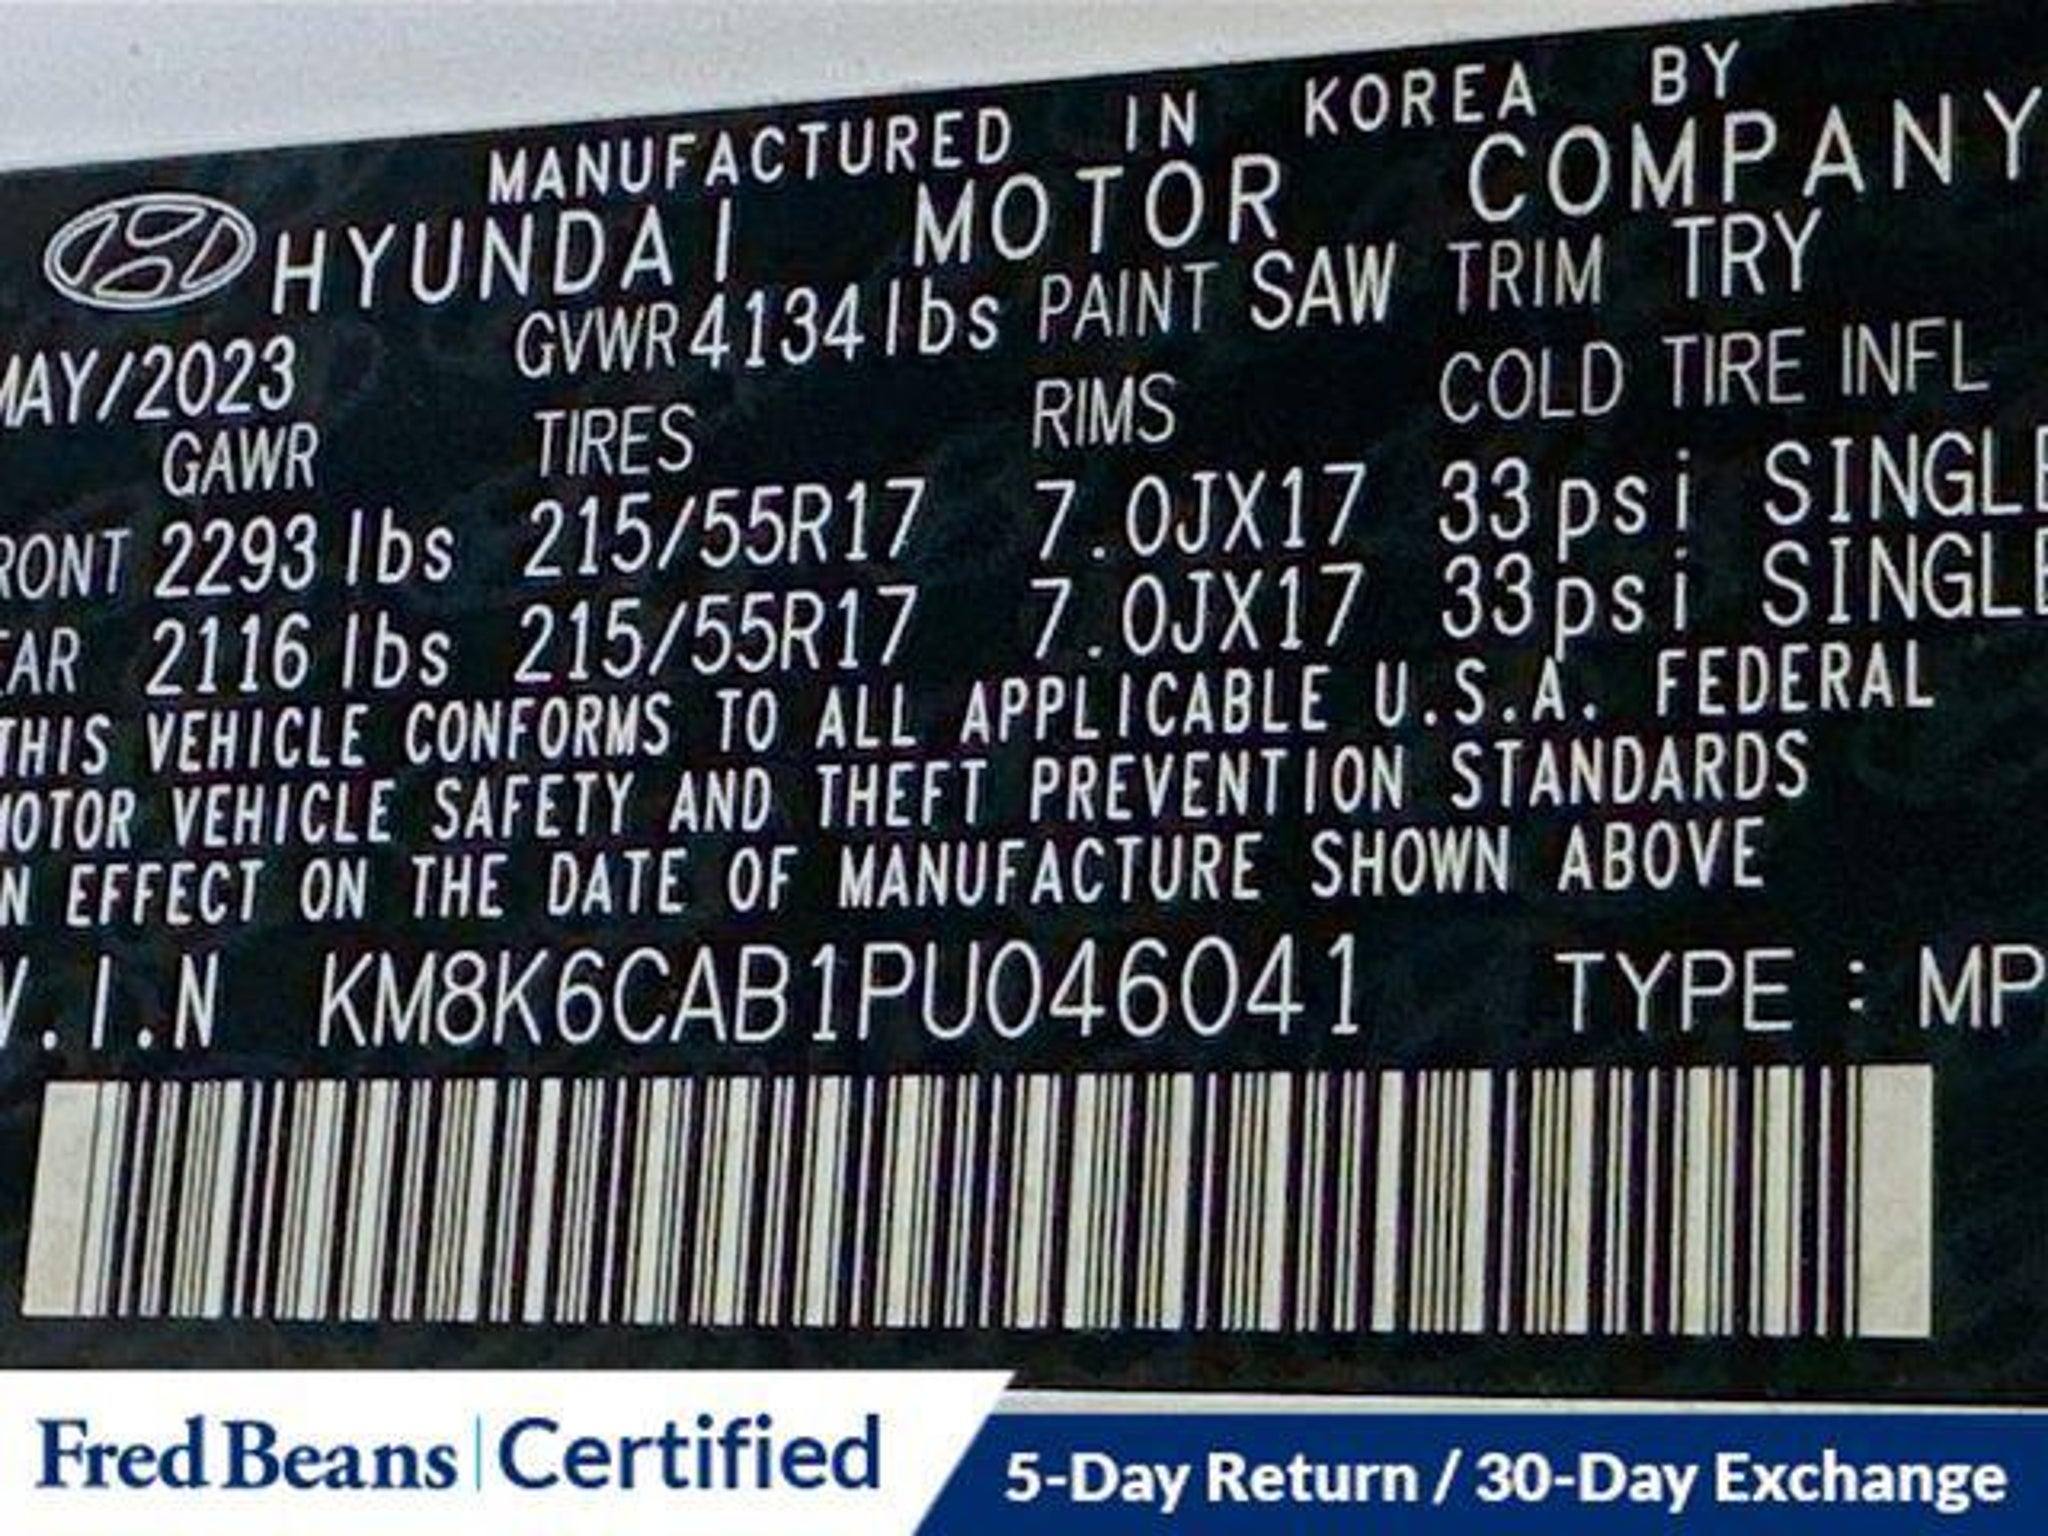 MANUFACTURED IN KOREA BY
HYUNDAI MOTOR COMPANY
MAY/2023 GVWR 4134lbs PAINT SAW TRIM TRY
GAWR TIRES RIMS COLD TIRE INFL
RONT 2293 lbs 215/55R17 7.0JX17 33psi SINGLE
EAR 2116 lbs 215/55R17 7.0JX17 33psi SINGLE
THIS VEHICLE CONFORMS TO ALL APPLICABLE U.S.A. FEDERAL
MOTOR VEHICLE SAFETY AND THEFT PREVENTION STANDARDS
N EFFECT ON THE DATE OF MANUFACTURE SHOWN ABOVE
V.I.N KM8K6CAB1PU046041 TYPE : MP
Fred Beans | Certified
5-Day Return / 30-Day Exchange